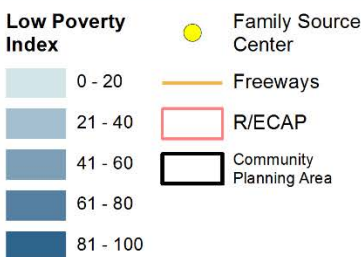 Low Poverty
Index
0 - 20
21 - 40
41 - 60
61 - 80
81 - 100
Family Source
Center
Freeways
R/ECAP
Community
Planning Area